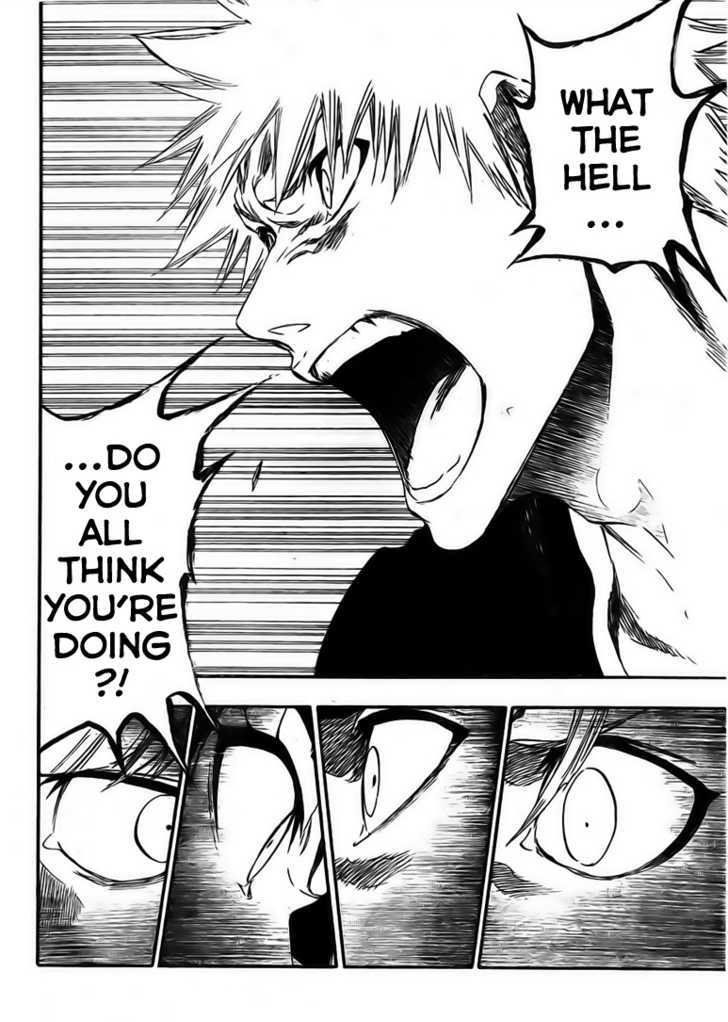 WHAT
THE
HELL
...
...DO
YOU
ALL
THINK
YOU'RE
DOING
?!